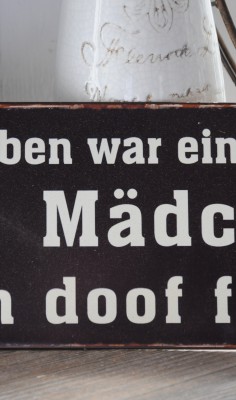 ben war ein
Mädc
n doof f